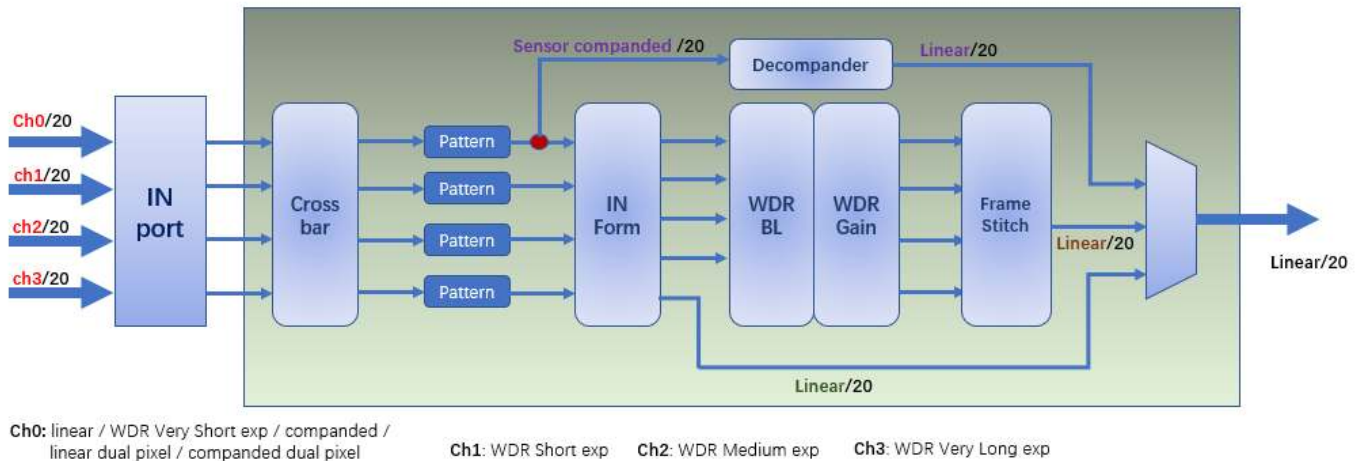 Sensor companded /20
Linear/20
Decompander
Ch0/20
Pattern
ch1/20
IN
port
Cross
bar
Pattern
IN
Form
WDR
BL
WDR
Gain
Frame
Stitch
ch2/20
Pattern
Linear/20
Linear/20
ch3/20
Pattern
Linear/20
Ch0: linear / WDR Very Short exp / companded /
linear dual pixel / companded dual pixel
Ch1: WDR Short exp
Ch2: WDR Medium exp
Ch3: WDR Very Long exp